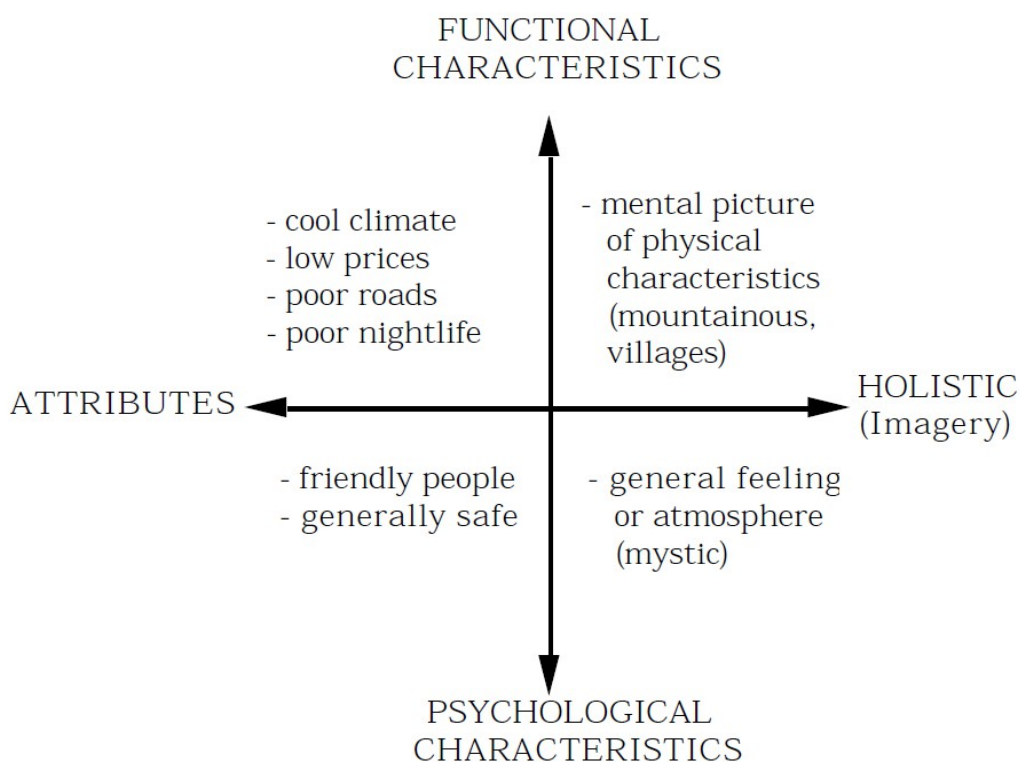 FUNCTIONAL
CHARACTERISTICS
- cool climate
- low prices
- poor roads
- poor nightlife
- mental picture
of physical
characteristics
(mountainous,
villages)
ATTRIBUTES
HOLISTIC
(Imagery)
- friendly people
- generally safe
- general feeling
or atmosphere
(mystic)
PSYCHOLOGICAL
CHARACTERISTICS